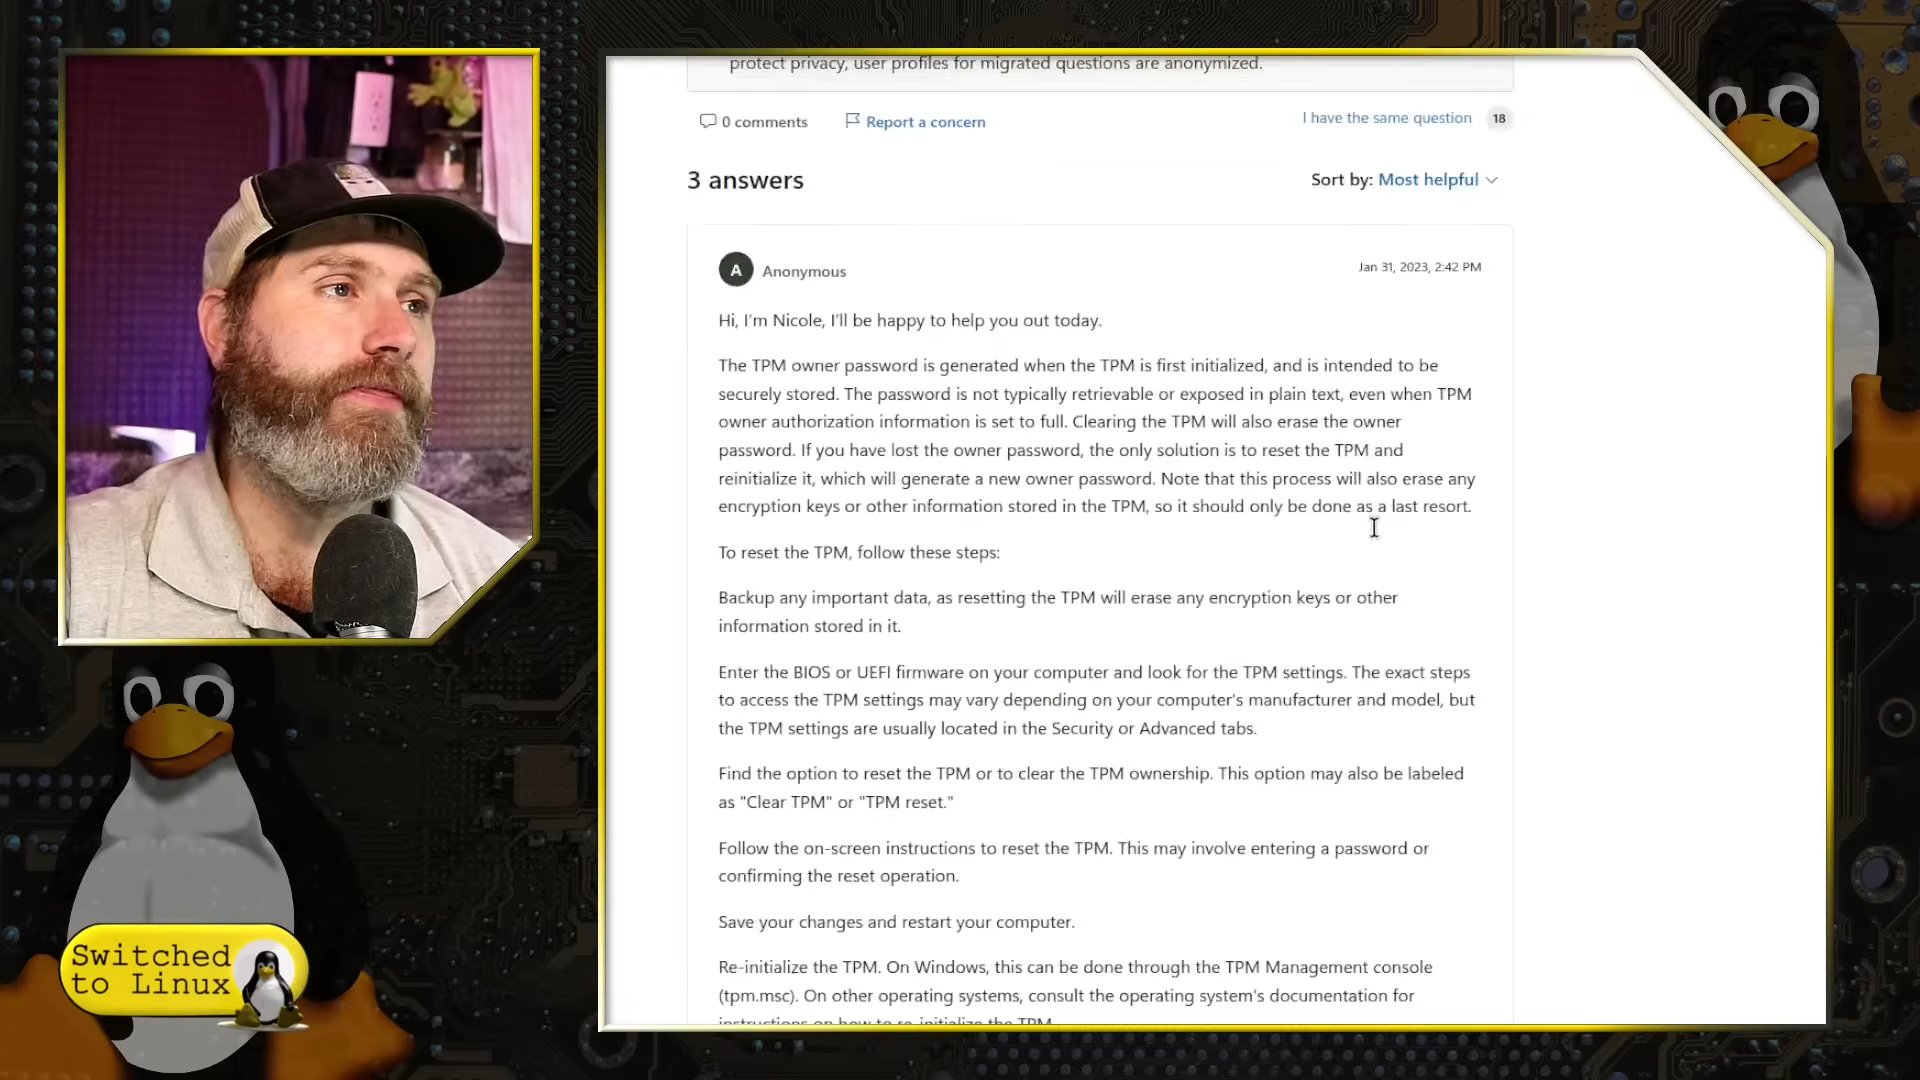 protect privacy, user profiles for migrated questions are anonymized.
0 comments
Report a concern
I have the same question 18
3 answers
Sort by: Most helpful
A Anonymous
Jan 31, 2023, 2:42 PM
Hi, I'm Nicole, I'll be happy to help you out today.
The TPM owner password is generated when the TPM is first initialized, and is intended to be
securely stored. The password is not typically retrievable or exposed in plain text, even when TPM
owner authorization information is set to full. Clearing the TPM will also erase the owner
password. If you have lost the owner password, the only solution is to reset the TPM and
reinitialize it, which will generate a new owner password. Note that this process will also erase any
encryption keys or other information stored in the TPM, so it should only be done as a last resort.
To reset the TPM, follow these steps:
Backup any important data, as resetting the TPM will erase any encryption keys or other
information stored in it.
Enter the BIOS or UEFI firmware on your computer and look for the TPM settings. The exact steps
to access the TPM settings may vary depending on your computer's manufacturer and model, but
the TPM settings are usually located in the Security or Advanced tabs.
Find the option to reset the TPM or to clear the TPM ownership. This option may also be labeled
as "Clear TPM" or "TPM reset."
Follow the on-screen instructions to reset the TPM. This may involve entering a password or
confirming the reset operation.
Save your changes and restart your computer.
Re-initialize the TPM. On Windows, this can be done through the TPM Management console
(tpm.msc). On other operating systems, consult the operating system's documentation for
instructions on how to re-initialize the TPM.
Switched
to Linux